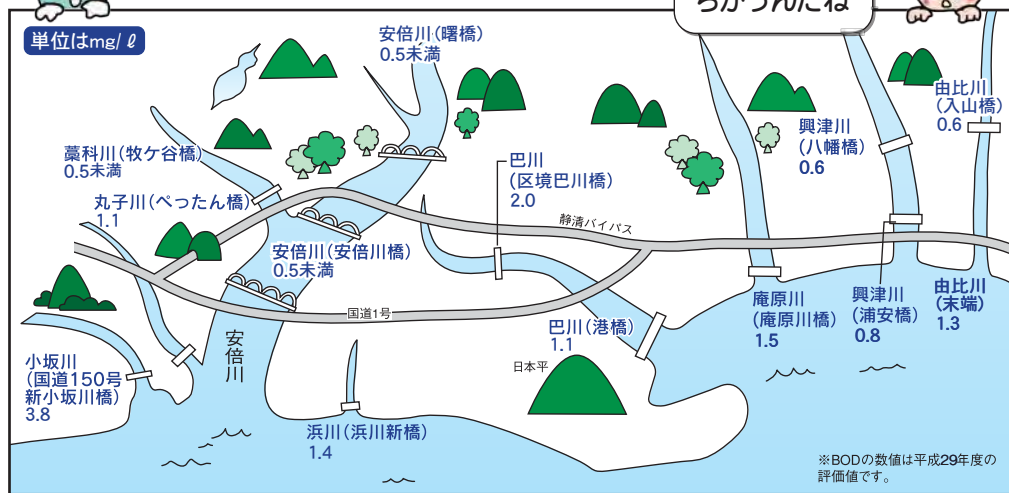 ちがうんだね
単位はmg/ℓ
安倍川(曙橋)
0.5未満
藁科川(牧ケ谷橋)
0.5未満
丸子川(ぺったん橋)
1.1
安倍川(安倍川橋)
0.5未満
巴川
(区境巴川橋)
2.0
静清バイパス
興津川
(八幡橋)
0.6
由比川
(入山橋)
0.6
国道1号
安倍川
小坂川
(国道150号
新小坂川橋)
3.8
浜川(浜川新橋)
1.4
巴川(港橋)
1.1
日本平
庵原川
(庵原川橋)
1.5
興津川
(浦安橋)
0.8
由比川
(末端)
1.3
※BODの数値は平成29年度の
評価値です。